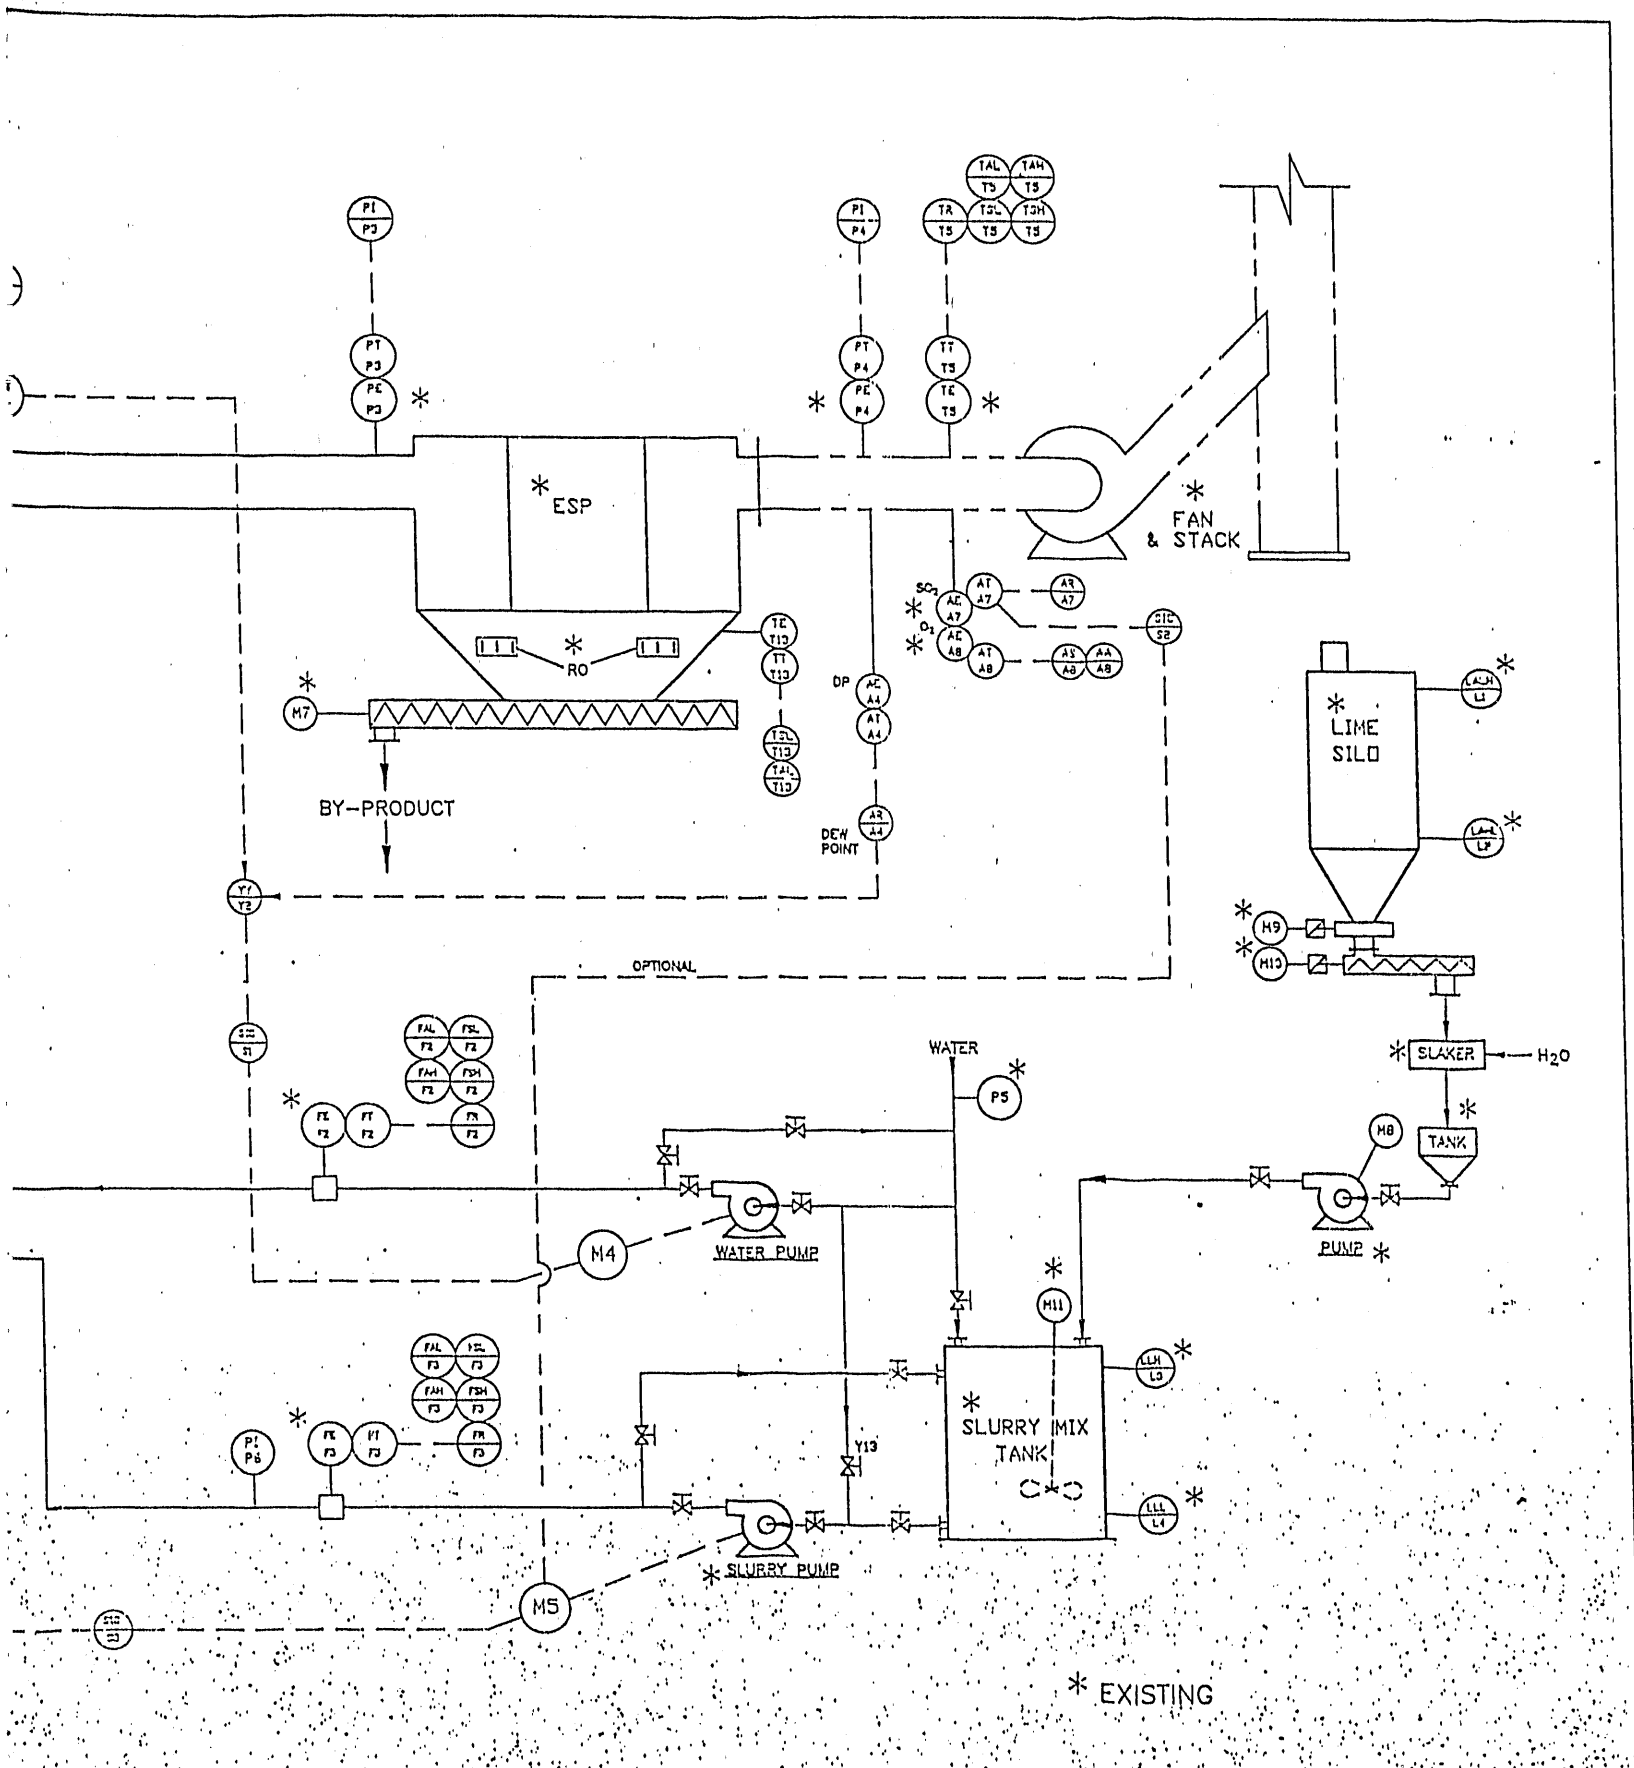 TAL
T5
TAH
T5
PI
P3
PI
P4
TR
T5
TSL
T5
TSH
T5
PT
P3
PE
P3
*
PT
P4
PE
P4
*
TT
T5
TE
T5
*
*
ESP
*
FAN
& STACK
SO2
*
AE
A7
AT
A7
AR
A7
O2
*
AE
A8
AT
A8
AA
A8
S2
TE
T13
TT
T13
*
RO
*
M7
DP
AE
A4
AT
A4
TSL
T13
TAL
T13
BY-PRODUCT
DEW
POINT
AR
A4
*
LIME
SILO
*
*
Y1
Y2
*
M9
*
M10
OPTIONAL
S1
FAL
F2
FSL
F2
FAH
F2
FSH
F2
*
FE
F2
FT
F2
FR
F2
WATER
*
P5
*
SLAKER
H2O
*
TANK
M8
WATER PUMP
M4
PUMP *
*
M11
FAL
F3
FSL
F3
FAH
F3
FSH
F3
*
FE
F3
FT
F3
FR
F3
PI
P6
Y13
*
SLURRY MIX
TANK
LLH
L3
*
LLL
L4
*
* SLURRY PUMP
M5
* EXISTING